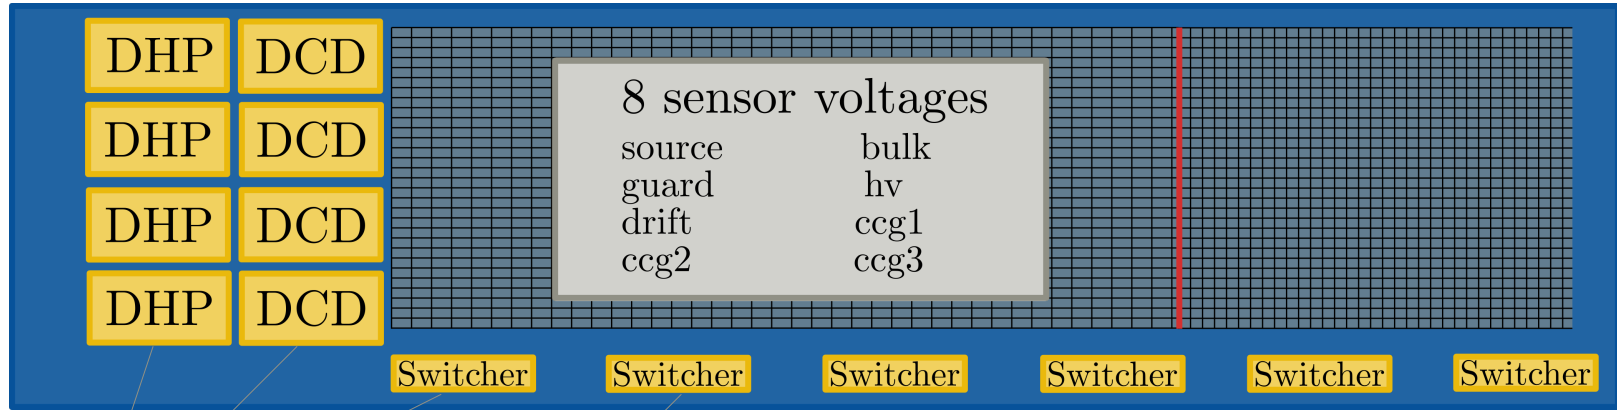 DHP DCD
DHP DCD
DHP DCD
DHP DCD
8 sensor voltages
source bulk
guard hv
drift ccg1
ccg2 ccg3
Switcher Switcher Switcher Switcher Switcher Switcher